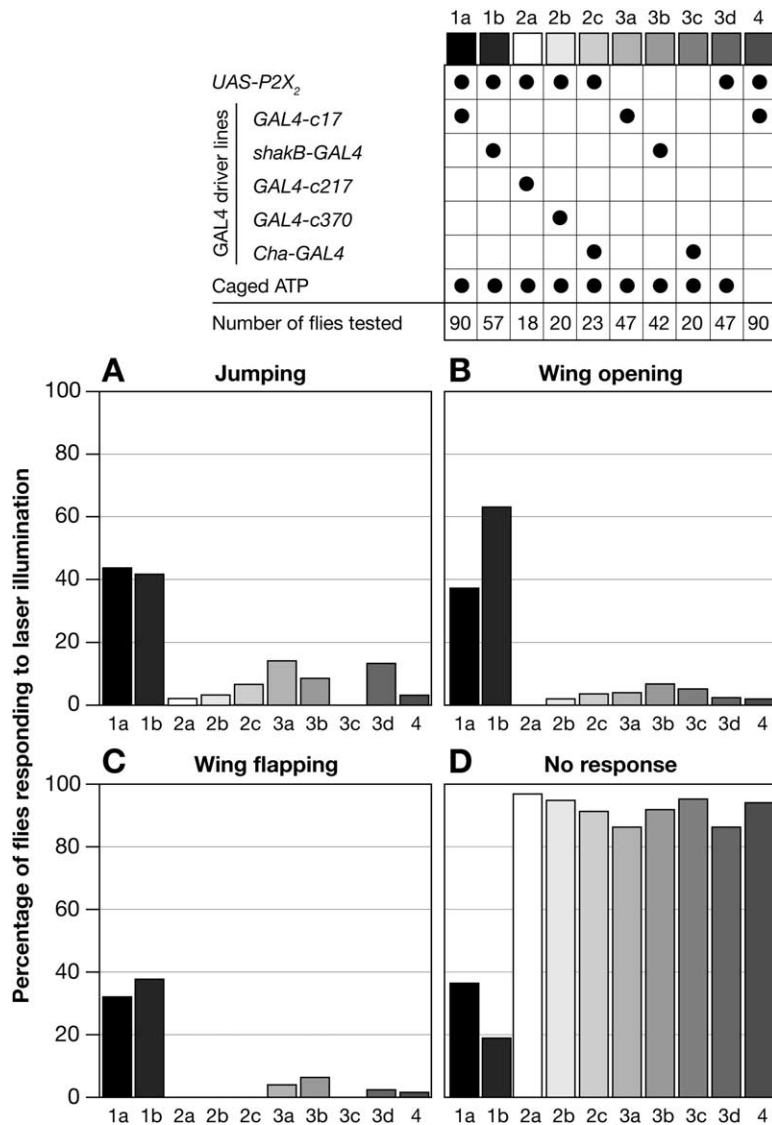 1a 1b 2a 2b 2c 3a 3b 3c 3d 4
UAS-P2X₂
GAL4 driver lines
GAL4-c17
shakB-GAL4
GAL4-c217
GAL4-c370
Cha-GAL4
Caged ATP
Number of flies tested 90 57 18 20 23 47 42 20 47 90
Percentage of flies responding to laser illumination
A Jumping
100
80
60
40
20
0
1a 1b 2a 2b 2c 3a 3b 3c 3d 4
B Wing opening
1a 1b 2a 2b 2c 3a 3b 3c 3d 4
C Wing flapping
100
80
60
40
20
0
1a 1b 2a 2b 2c 3a 3b 3c 3d 4
D No response
1a 1b 2a 2b 2c 3a 3b 3c 3d 4